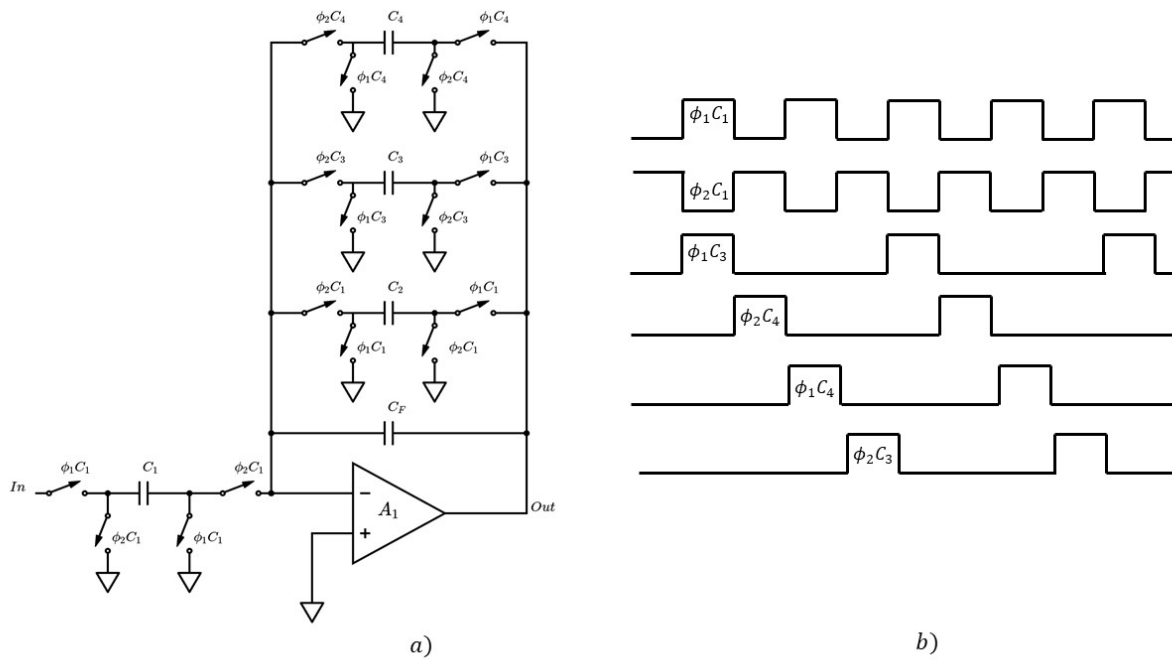 ϕ₂C₄ C₄ ϕ₁C₄
ϕ₁C₄ ϕ₂C₄
ϕ₂C₃ C₃ ϕ₁C₃
ϕ₁C₃ ϕ₂C₃
ϕ₂C₁ C₂ ϕ₁C₁
ϕ₁C₁ ϕ₂C₁
C_F
In ϕ₁C₁ C₁ ϕ₂C₁
ϕ₂C₁ ϕ₁C₁
−
A₁
+
Out
a)
ϕ₁C₁
ϕ₂C₁
ϕ₁C₃
ϕ₂C₄
ϕ₁C₄
ϕ₂C₃
b)